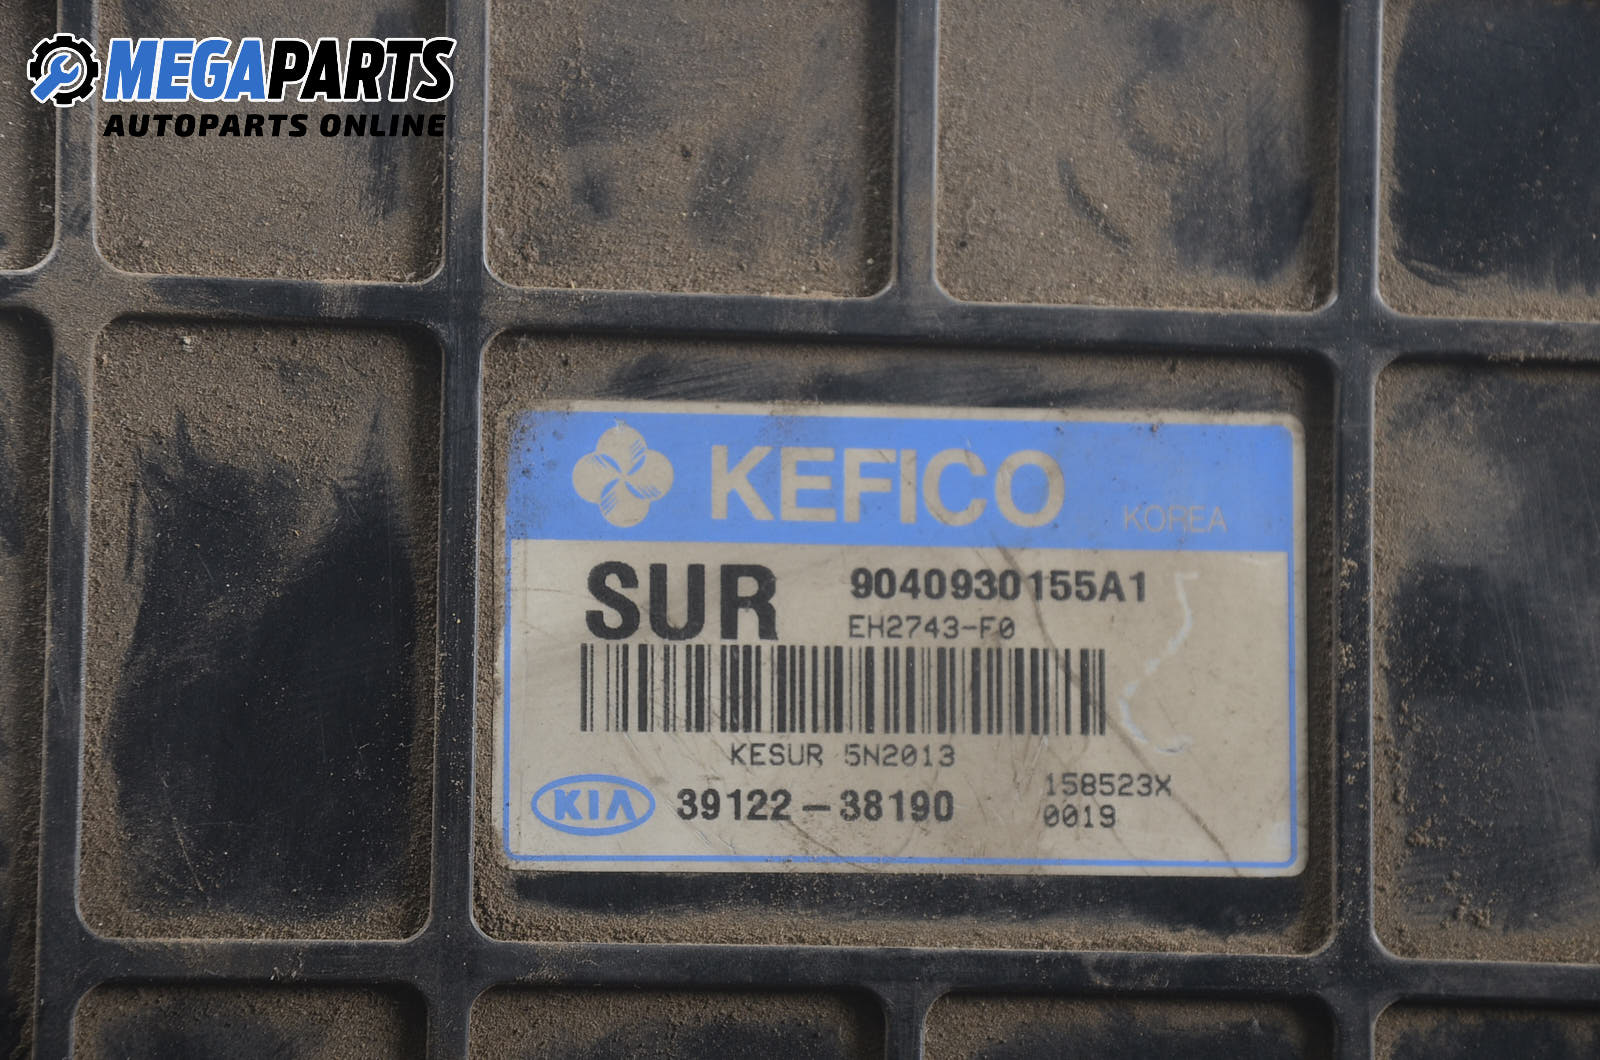 MEGAPARTS
AUTOPARTS ONLINE
KEFICO
KOREA
SUR
9040930155A1
EH2743-F0
KESUR 5N2013
KIA
39122-38190
158523X
0019